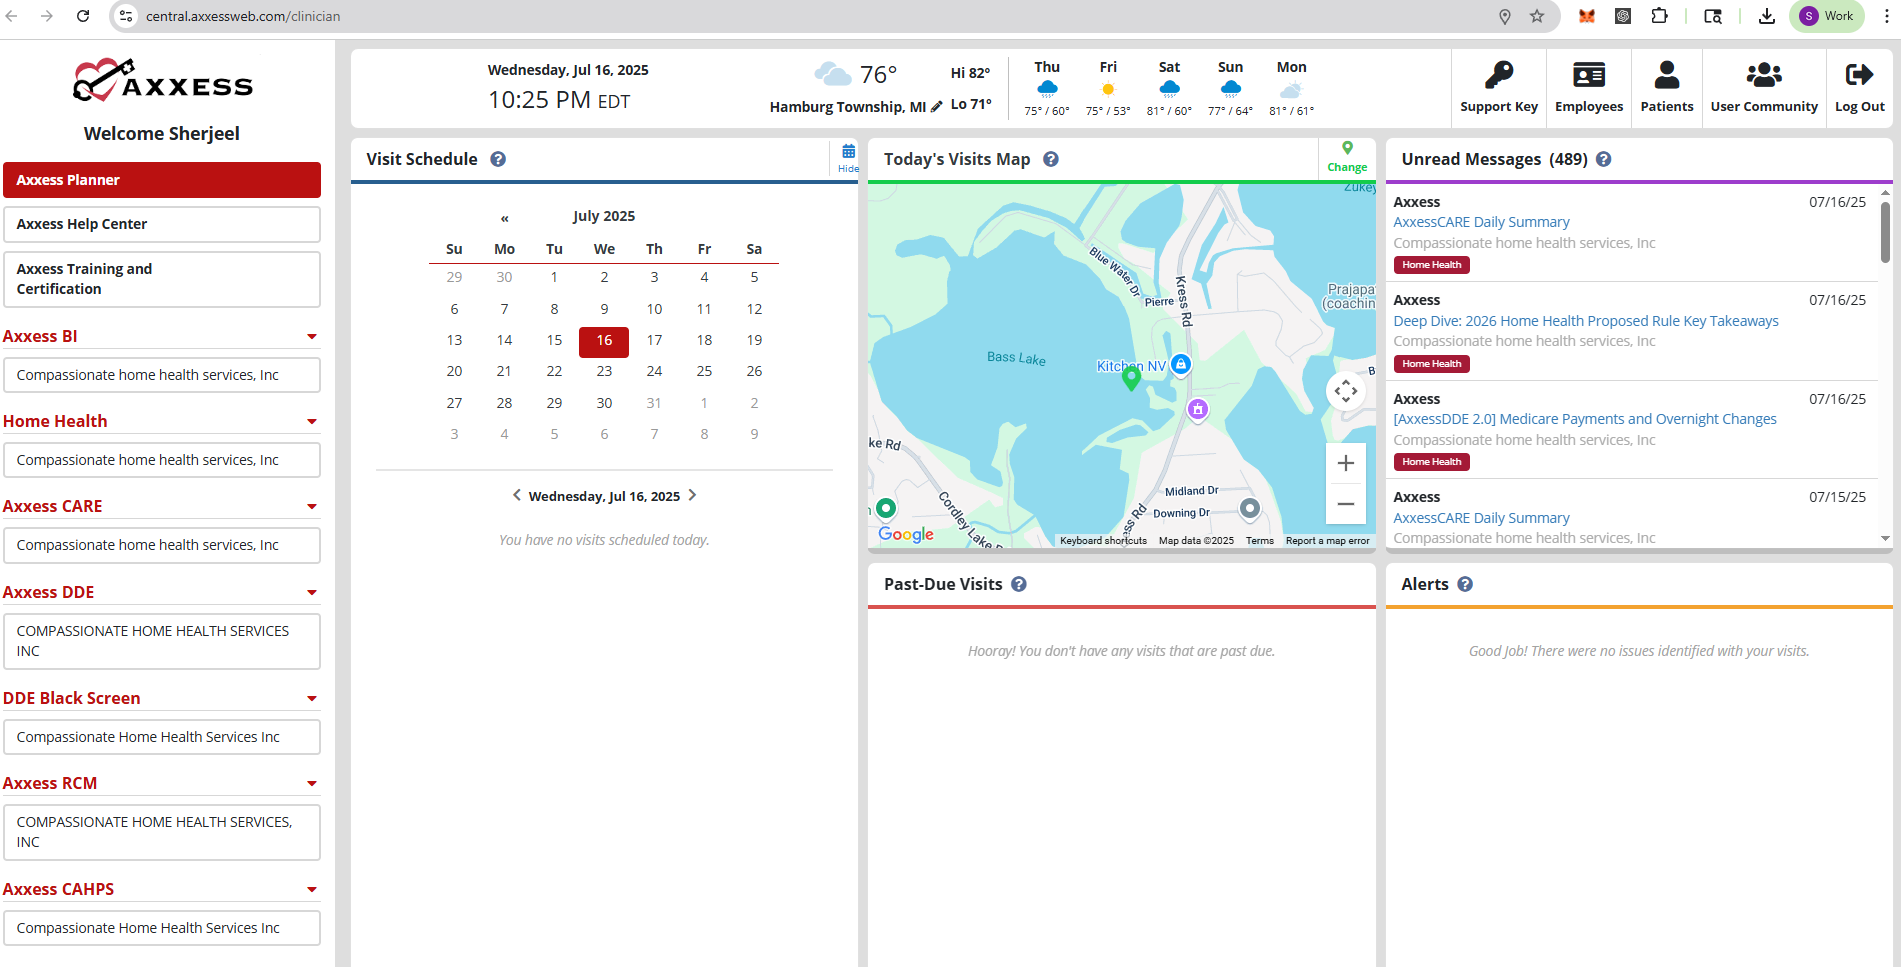 central.axxessweb.com/clinician
S Work
AXXESS
Welcome Sherjeel
Axxess Planner
Axxess Help Center
Axxess Training and
Certification
Axxess BI
Compassionate home health services, Inc
Home Health
Compassionate home health services, Inc
Axxess CARE
Compassionate home health services, Inc
Axxess DDE
COMPASSIONATE HOME HEALTH SERVICES
INC
DDE Black Screen
Compassionate Home Health Services Inc
Axxess RCM
COMPASSIONATE HOME HEALTH SERVICES,
INC
Axxess CAHPS
Compassionate Home Health Services Inc
Wednesday, Jul 16, 2025
10:25 PM EDT
76°
Hamburg Township, MI
Hi 82°
Lo 71°
Thu Fri Sat Sun Mon
75° / 60° 75° / 53° 81° / 60° 77° / 64° 81° / 61°
Support Key
Employees
Patients
User Community
Log Out
Visit Schedule ?
Hide
« July 2025
Su Mo Tu We Th Fr Sa
29 30 1 2 3 4 5
6 7 8 9 10 11 12
13 14 15 16 17 18 19
20 21 22 23 24 25 26
27 28 29 30 31 1 2
3 4 5 6 7 8 9
Wednesday, Jul 16, 2025
You have no visits scheduled today.
Today's Visits Map ?
Change
Zukey
Blue Water Dr
Pierre
Kress Rd
Prajapa
(coachin
Bass Lake
Kitchen NV
B
ke Rd
Cordley Lake R
Midland Dr
Downing Dr
ess Rd
n
+
−
Google
Keyboard shortcuts Map data ©2025 Terms Report a map error
Past-Due Visits ?
Hooray! You don't have any visits that are past due.
Unread Messages (489) ?
Axxess 07/16/25
AxxessCARE Daily Summary
Compassionate home health services, Inc
Home Health
Axxess 07/16/25
Deep Dive: 2026 Home Health Proposed Rule Key Takeaways
Compassionate home health services, Inc
Home Health
Axxess 07/16/25
[AxxessDDE 2.0] Medicare Payments and Overnight Changes
Compassionate home health services, Inc
Home Health
Axxess 07/15/25
AxxessCARE Daily Summary
Compassionate home health services, Inc
Alerts ?
Good Job! There were no issues identified with your visits.